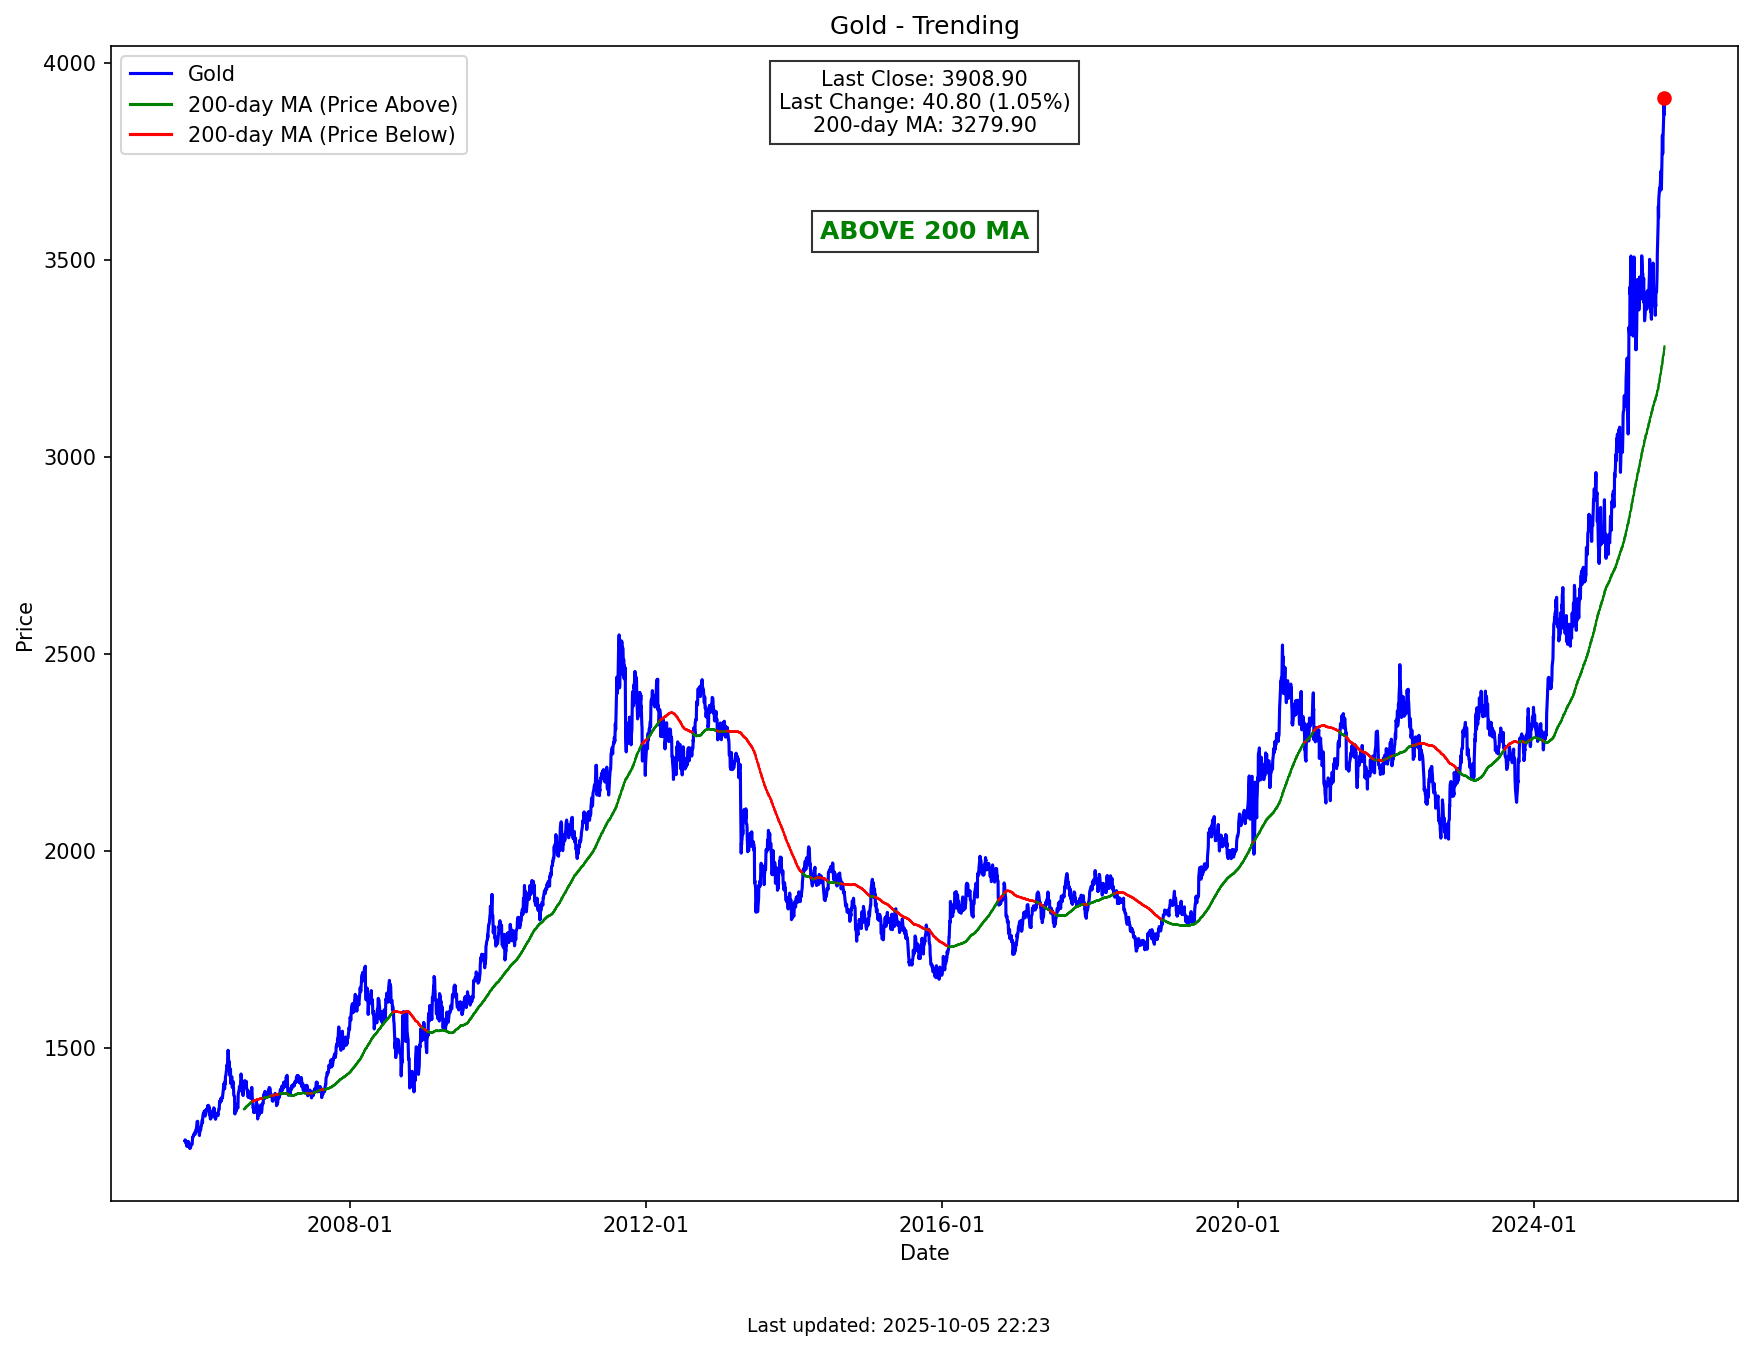 Gold - Trending
Gold
200-day MA (Price Above)
200-day MA (Price Below)
Last Close: 3908.90
Last Change: 40.80 (1.05%)
200-day MA: 3279.90
ABOVE 200 MA
4000
3500
3000
2500
2000
1500
Price
2008-01
2012-01
2016-01
2020-01
2024-01
Date
Last updated: 2025-10-05 22:23